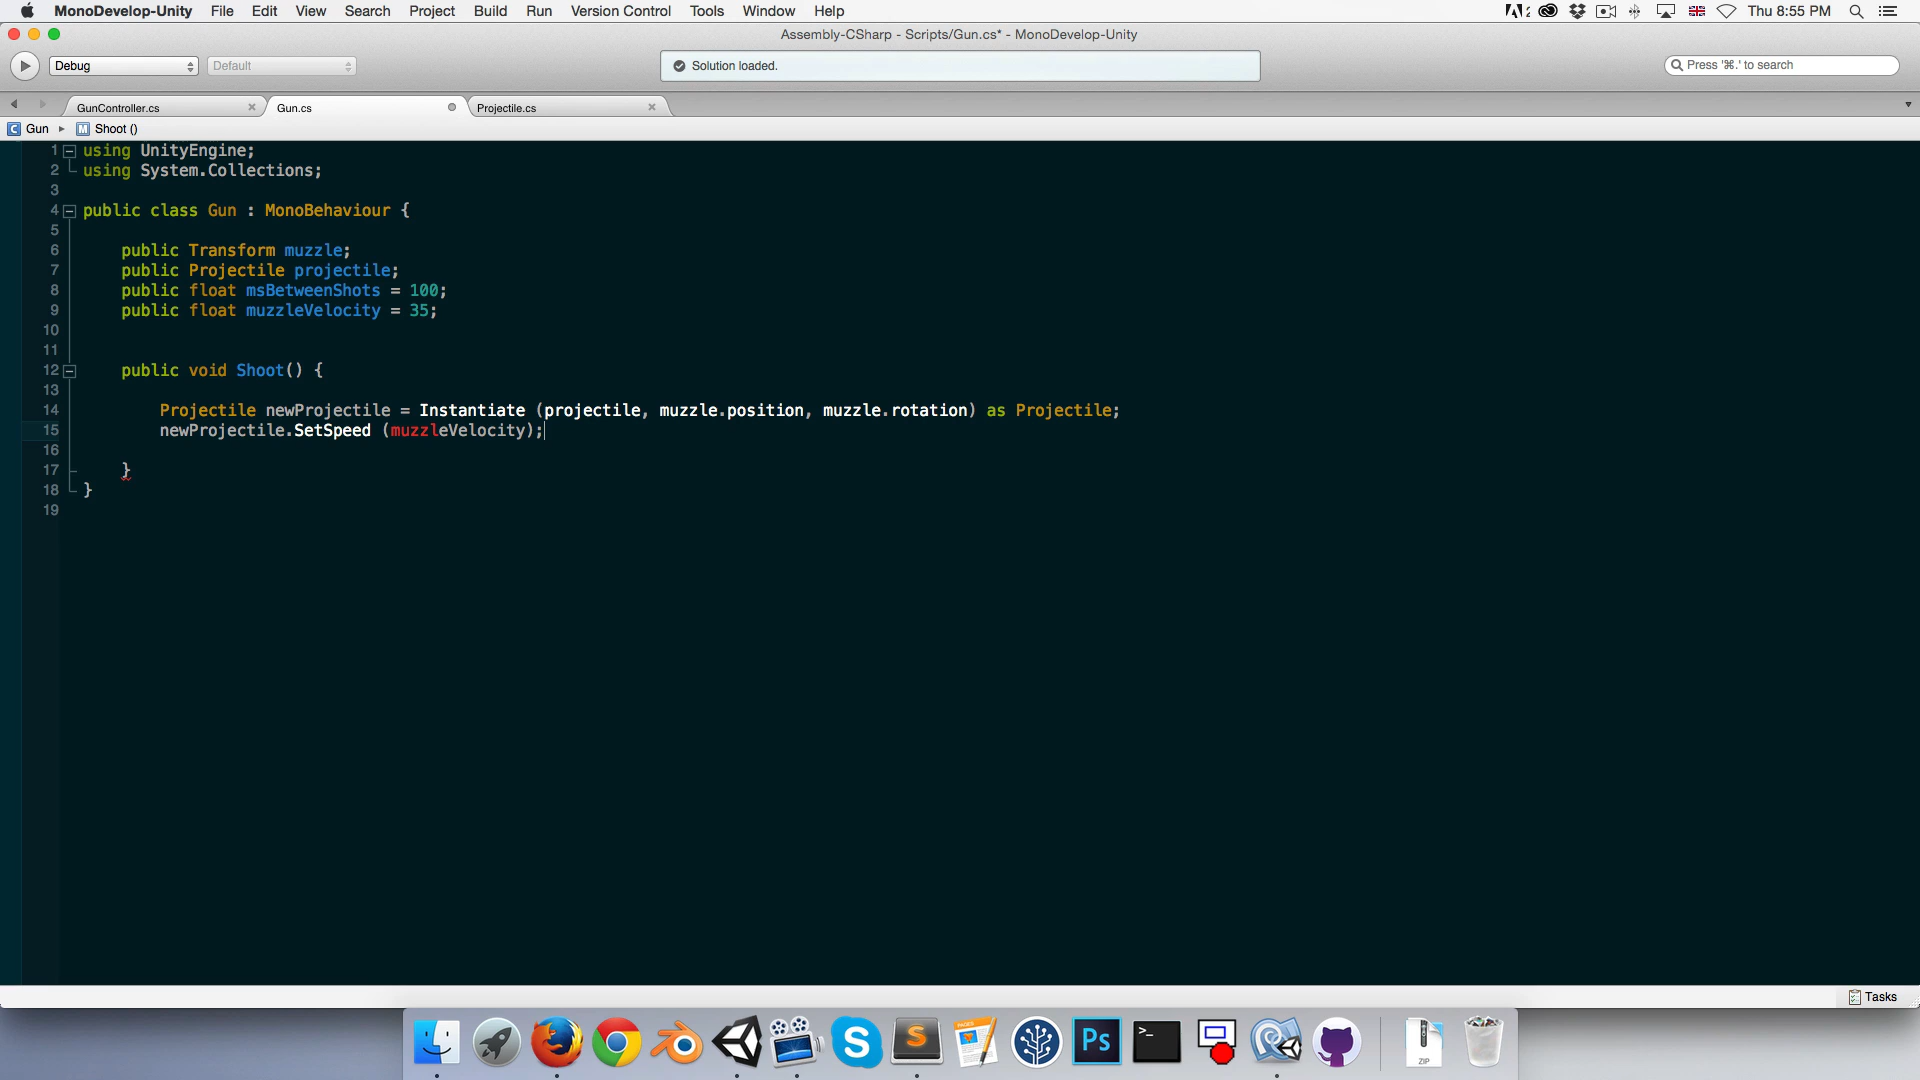 MonoDevelop-Unity File Edit View Search Project Build Run Version Control Tools Window Help 2 Thu 8:55 PM
Assembly-CSharp - Scripts/Gun.cs* - MonoDevelop-Unity
Debug Default Solution loaded. Press '⌘.' to search
GunController.cs Gun.cs Projectile.cs
C Gun M Shoot ()
1 using UnityEngine;
2 using System.Collections;
3
4 public class Gun : MonoBehaviour {
5
6 public Transform muzzle;
7 public Projectile projectile;
8 public float msBetweenShots = 100;
9 public float muzzleVelocity = 35;
10
11
12 public void Shoot() {
13
14 Projectile newProjectile = Instantiate (projectile, muzzle.position, muzzle.rotation) as Projectile;
15 newProjectile.SetSpeed (muzzleVelocity);
16
17 }
18 }
19
Tasks
S S PAGES Ps >_ ZIP